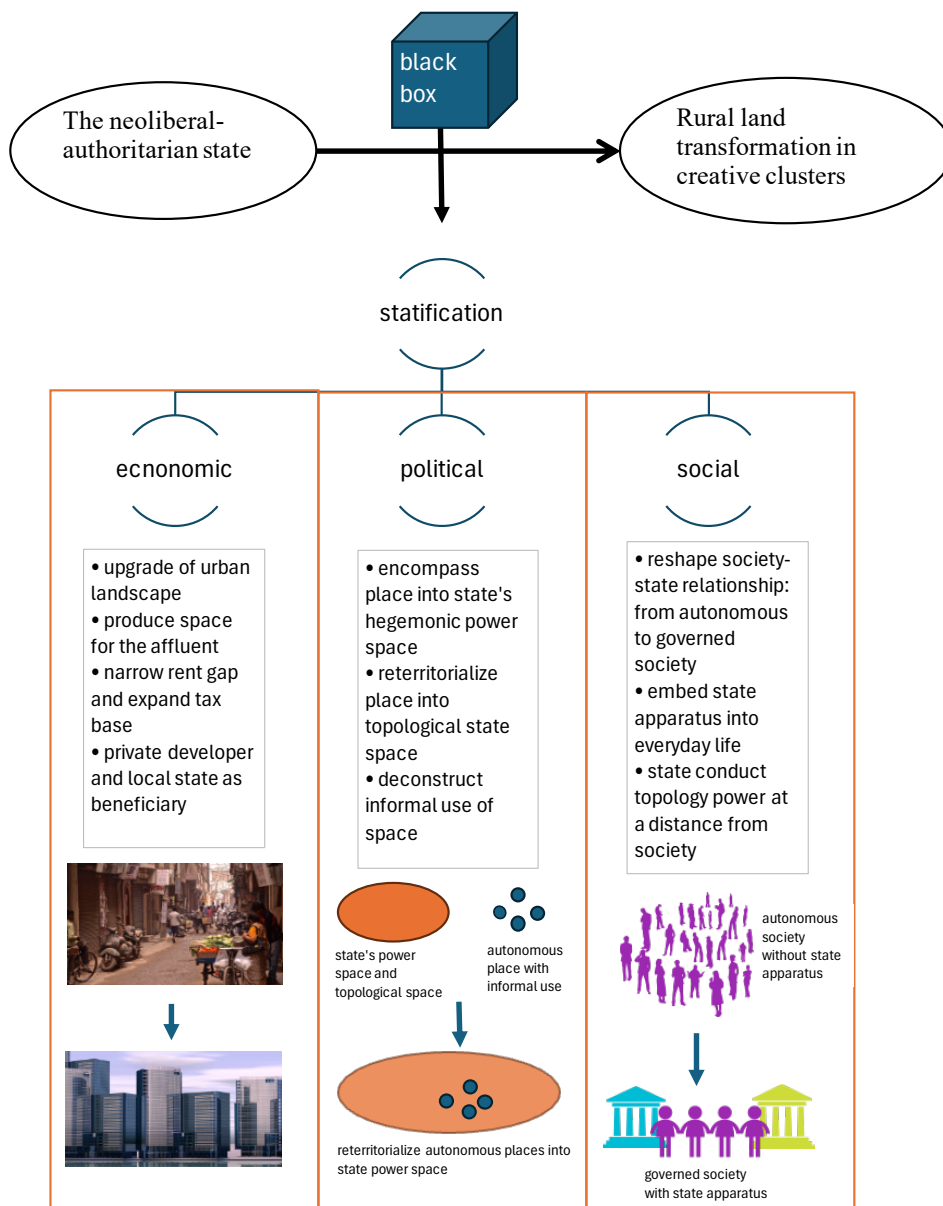 black
box
The neoliberal-
authoritarian state
Rural land
transformation in
creative clusters
statification
ecnonomic
political
social
• upgrade of urban
landscape
• produce space
for the affluent
• narrow rent gap
and expand tax
base
• private developer
and local state as
beneficiary
• encompass
place into state's
hegemonic power
space
• reterritorialize
place into
topological state
space
• deconstruct
informal use of
space
• reshape society-
state relationship:
from autonomous
to governed
society
• embed state
apparatus into
everyday life
• state conduct
topology power at
a distance from
society
state's power
space and
topological space
autonomous
place with
informal use
reterritorialize autonomous places into
state power space
autonomous
society
without state
apparatus
governed society
with state apparatus